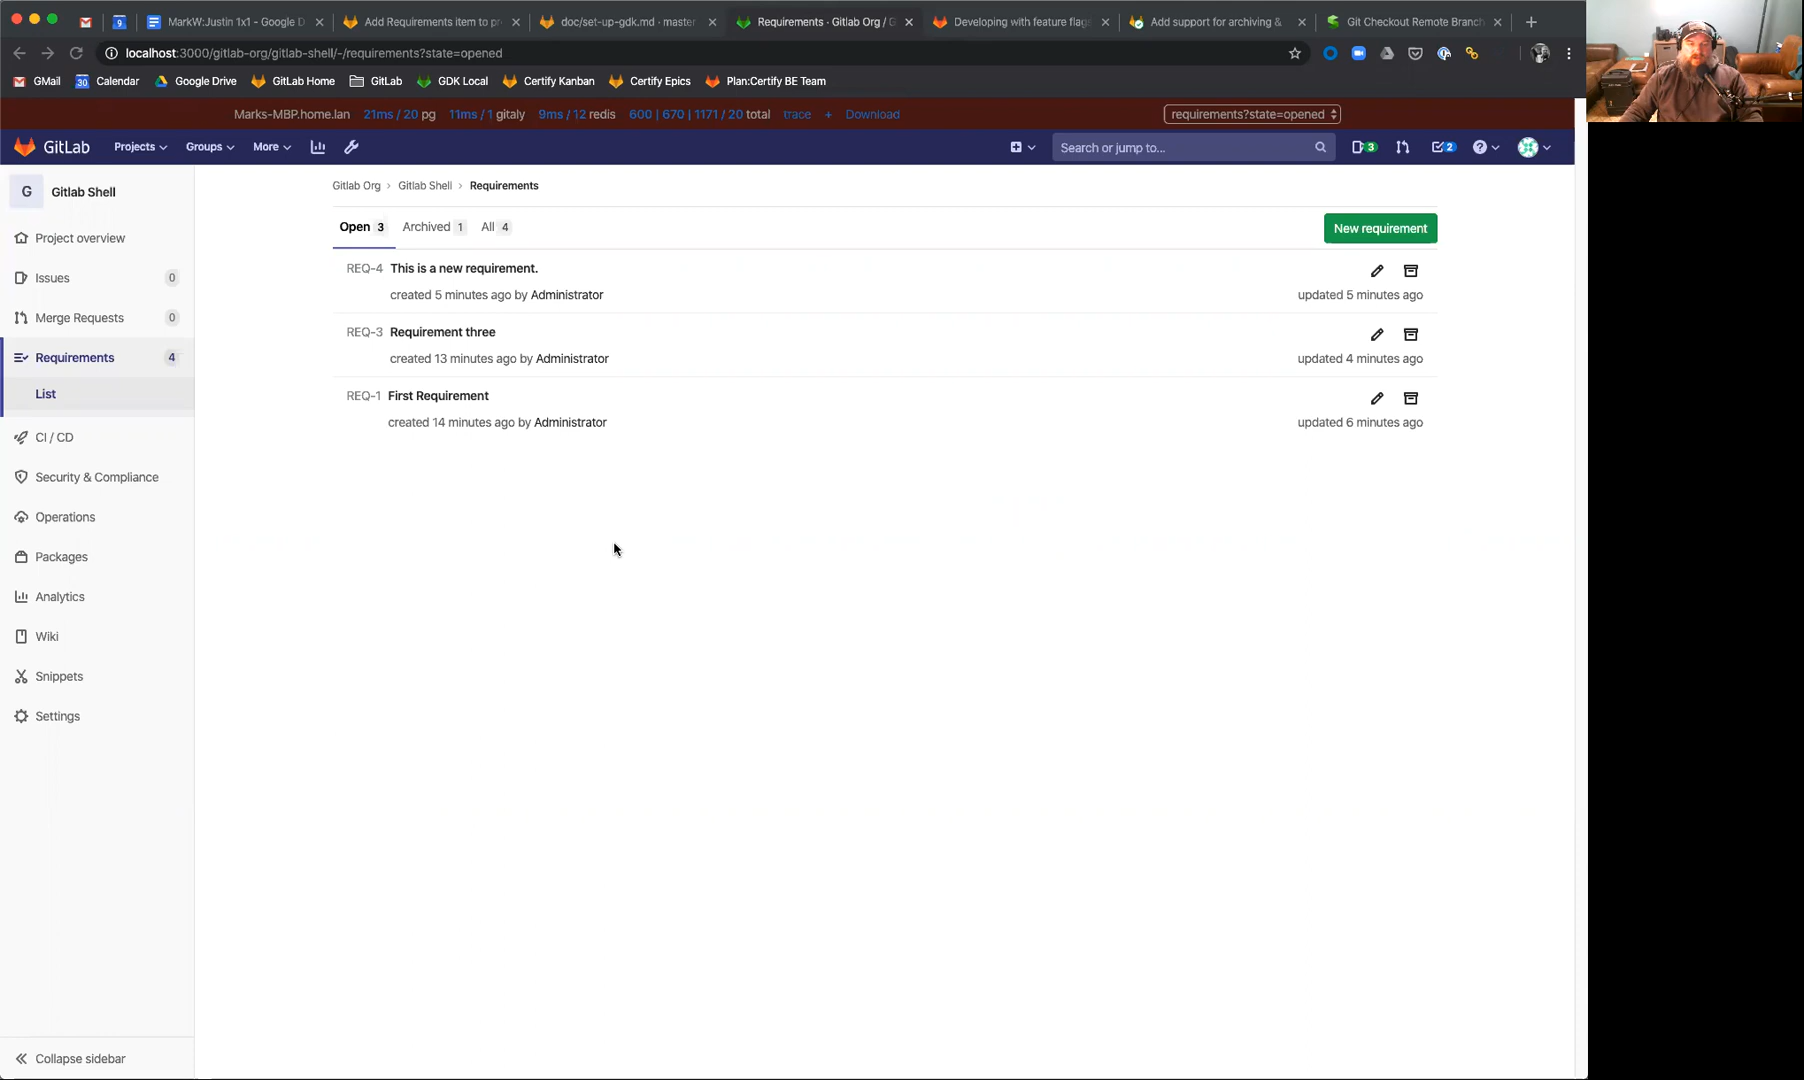 MarkW:Justin 1x1 - Google D
Add Requirements item to pr
doc/set-up-gdk.md · master
Requirements · Gitlab Org / G
Developing with feature flags
Add support for archiving &
Git Checkout Remote Branch
localhost:3000/gitlab-org/gitlab-shell/-/requirements?state=opened
GMail
30 Calendar
Google Drive
GitLab Home
GitLab
GDK Local
Certify Kanban
Certify Epics
Plan:Certify BE Team
Marks-MBP.home.lan 21ms / 20 pg 11ms / 1 gitaly 9ms / 12 redis 600 | 670 | 1171 / 20 total trace + Download
requirements?state=opened
GitLab Projects Groups More
Search or jump to...
3
2
G Gitlab Shell
Project overview
Issues 0
Merge Requests 0
Requirements 4
List
CI / CD
Security & Compliance
Operations
Packages
Analytics
Wiki
Snippets
Settings
Collapse sidebar
Gitlab Org › Gitlab Shell › Requirements
Open 3 Archived 1 All 4
New requirement
REQ-4 This is a new requirement.
created 5 minutes ago by Administrator
updated 5 minutes ago
REQ-3 Requirement three
created 13 minutes ago by Administrator
updated 4 minutes ago
REQ-1 First Requirement
created 14 minutes ago by Administrator
updated 6 minutes ago